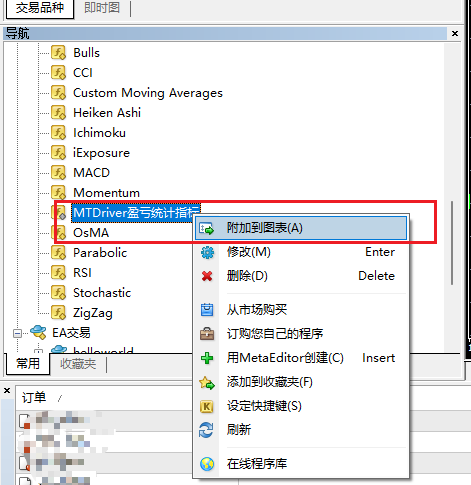 交易品种 即时图
导航
Bulls
CCI
Custom Moving Averages
Heiken Ashi
Ichimoku
iExposure
MACD
Momentum
MTDriver盈亏统计指标
OsMA
Parabolic
RSI
Stochastic
ZigZag
EA交易
helloworld
常用 收藏夹
订单 /
附加到图表(A)
修改(M) Enter
删除(D) Delete
从市场购买
订购您自己的程序
用MetaEditor创建(C) Insert
添加到收藏夹(F)
设定快捷键(S)
刷新
在线程序库